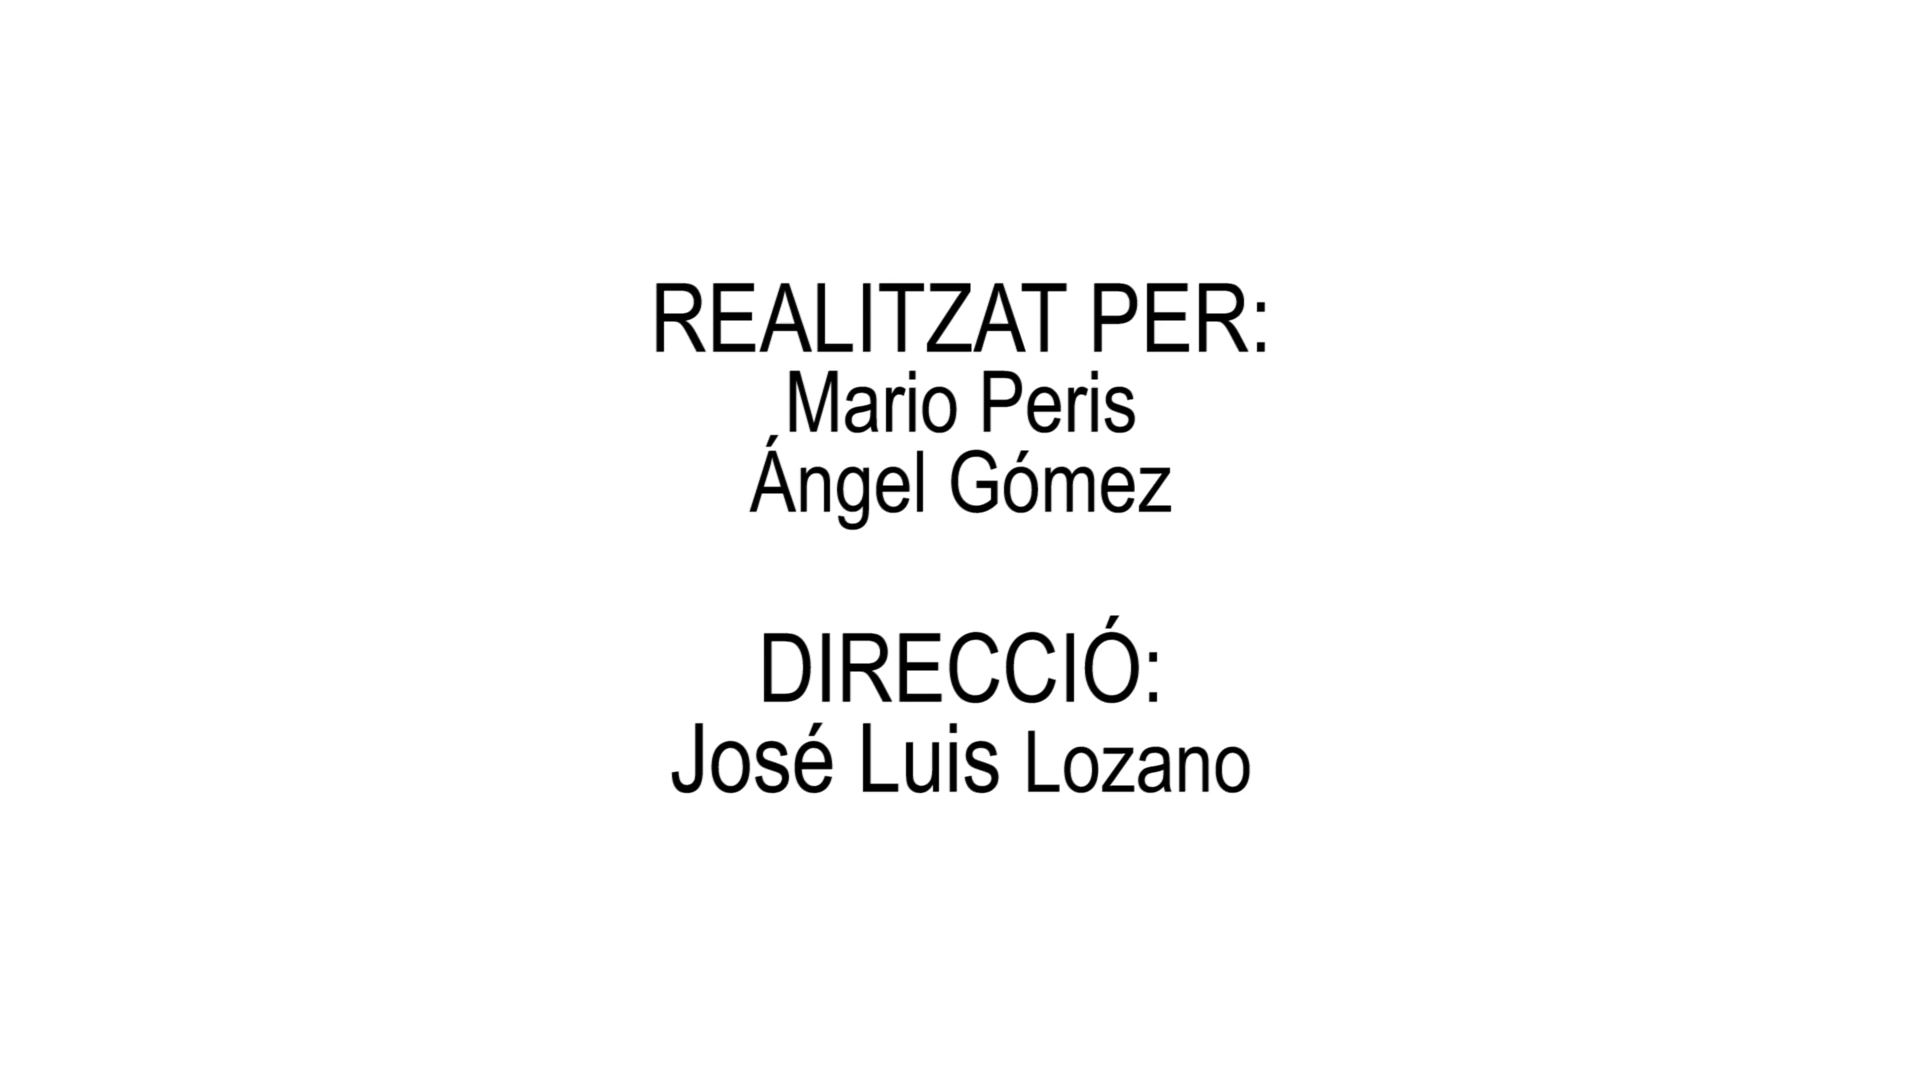 REALITZAT PER:
Mario Peris
Ángel Gómez
DIRECCIÓ:
José Luis Lozano